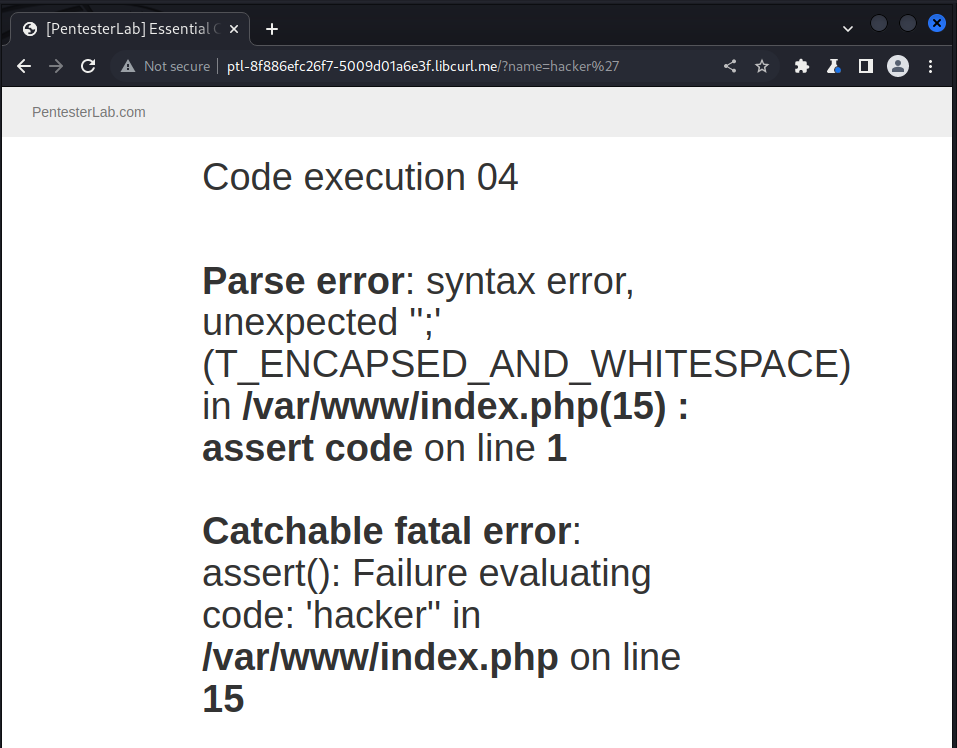 [PentesterLab] Essential
Not secure ptl-8f886efc26f7-5009d01a6e3f.libcurl.me/?name=hacker%27
PentesterLab.com
Code execution 04
Parse error: syntax error,
unexpected '';'
(T_ENCAPSED_AND_WHITESPACE)
in /var/www/index.php(15) :
assert code on line 1
Catchable fatal error:
assert(): Failure evaluating
code: 'hacker'' in
/var/www/index.php on line
15